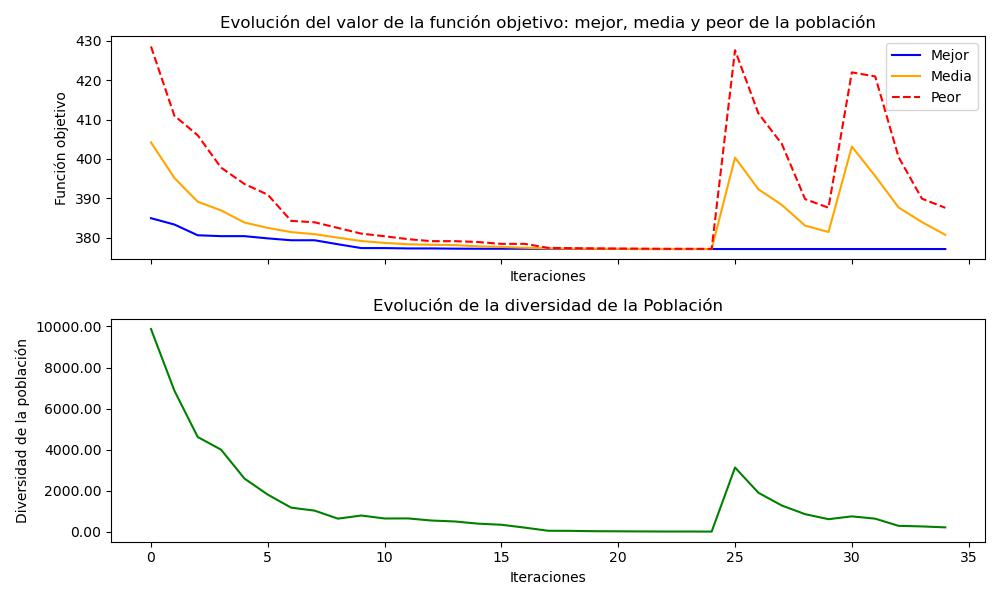 Evolución del valor de la función objetivo: mejor, media y peor de la población
430
420
410
400
390
380
Función objetivo
Mejor
Media
Peor
Iteraciones
Evolución de la diversidad de la Población
10000.00
8000.00
6000.00
4000.00
2000.00
0.00
Diversidad de la población
0 5 10 15 20 25 30 35
Iteraciones